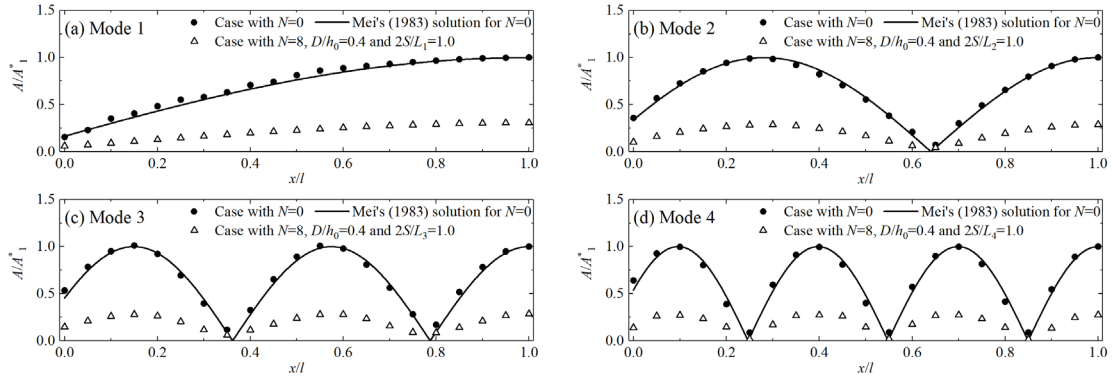 (a) Mode 1
● Case with N=0 — Mei's (1983) solution for N=0
△ Case with N=8, D/h₀=0.4 and 2S/L₁=1.0
A/A*₁
1.5
1.0
0.5
0.0
0.0 0.2 0.4 0.6 0.8 1.0
x/l
(b) Mode 2
● Case with N=0 — Mei's (1983) solution for N=0
△ Case with N=8, D/h₀=0.4 and 2S/L₂=1.0
A/A*₁
1.5
1.0
0.5
0.0
0.0 0.2 0.4 0.6 0.8 1.0
x/l
(c) Mode 3
● Case with N=0 — Mei's (1983) solution for N=0
△ Case with N=8, D/h₀=0.4 and 2S/L₃=1.0
A/A*₁
1.5
1.0
0.5
0.0
0.0 0.2 0.4 0.6 0.8 1.0
x/l
(d) Mode 4
● Case with N=0 — Mei's (1983) solution for N=0
△ Case with N=8, D/h₀=0.4 and 2S/L₄=1.0
A/A*₁
1.5
1.0
0.5
0.0
0.0 0.2 0.4 0.6 0.8 1.0
x/l